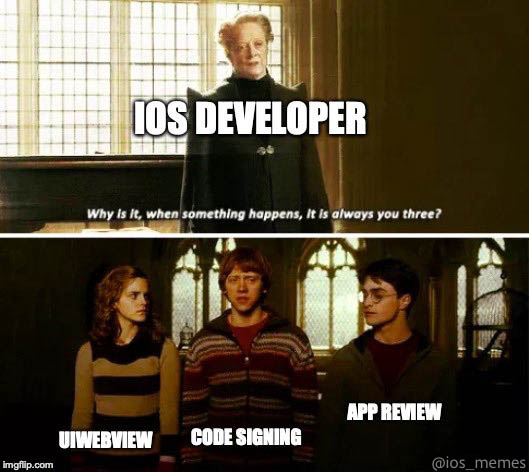 IOS DEVELOPER
Why is it, when something happens, it is always you three?
UIWEBVIEW
CODE SIGNING
APP REVIEW
imgflip.com
@ios_memes